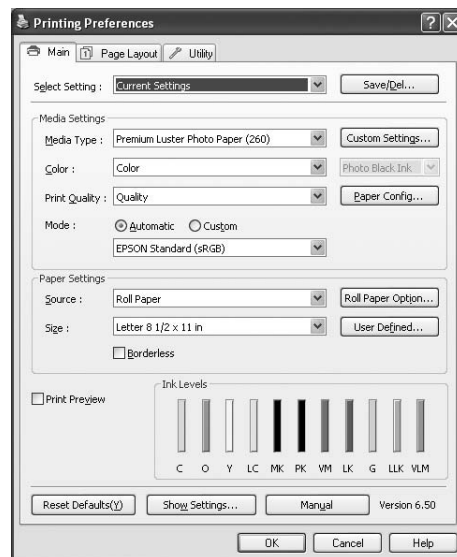 Printing Preferences
Main Page Layout Utility
Select Setting : Current Settings Save/Del...
Media Settings
Media Type : Premium Luster Photo Paper (260) Custom Settings...
Color : Color Photo Black Ink
Print Quality : Quality Paper Config...
Mode : Automatic Custom
EPSON Standard (sRGB)
Paper Settings
Source : Roll Paper Roll Paper Option...
Size : Letter 8 1/2 x 11 in User Defined...
Borderless
Print Preview
Ink Levels
C O Y LC MK PK VM LK G LLK VLM
Reset Defaults(Y) Show Settings... Manual Version 6.50
OK Cancel Help